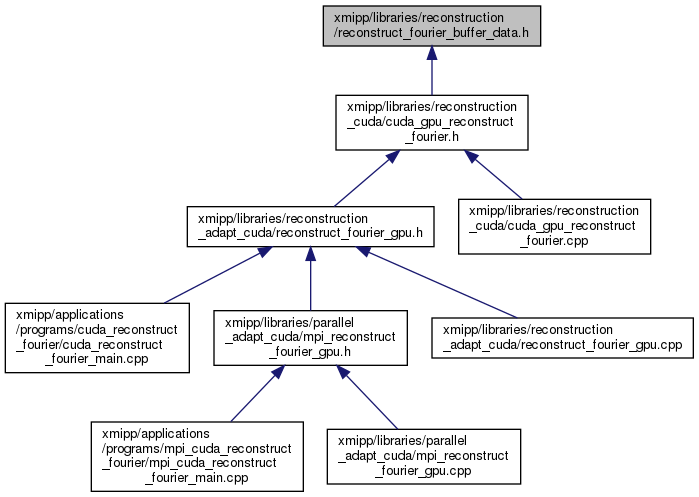 xmipp/libraries/reconstruction
/reconstruct_fourier_buffer_data.h
xmipp/libraries/reconstruction
_cuda/cuda_gpu_reconstruct
_fourier.h
xmipp/libraries/reconstruction
_adapt_cuda/reconstruct_fourier_gpu.h
xmipp/libraries/reconstruction
_cuda/cuda_gpu_reconstruct
_fourier.cpp
xmipp/applications
/programs/cuda_reconstruct
_fourier/cuda_reconstruct
_fourier_main.cpp
xmipp/libraries/parallel
_adapt_cuda/mpi_reconstruct
_fourier_gpu.h
xmipp/libraries/reconstruction
_adapt_cuda/reconstruct_fourier_gpu.cpp
xmipp/applications
/programs/mpi_cuda_reconstruct
_fourier/mpi_cuda_reconstruct
_fourier_main.cpp
xmipp/libraries/parallel
_adapt_cuda/mpi_reconstruct
_fourier_gpu.cpp